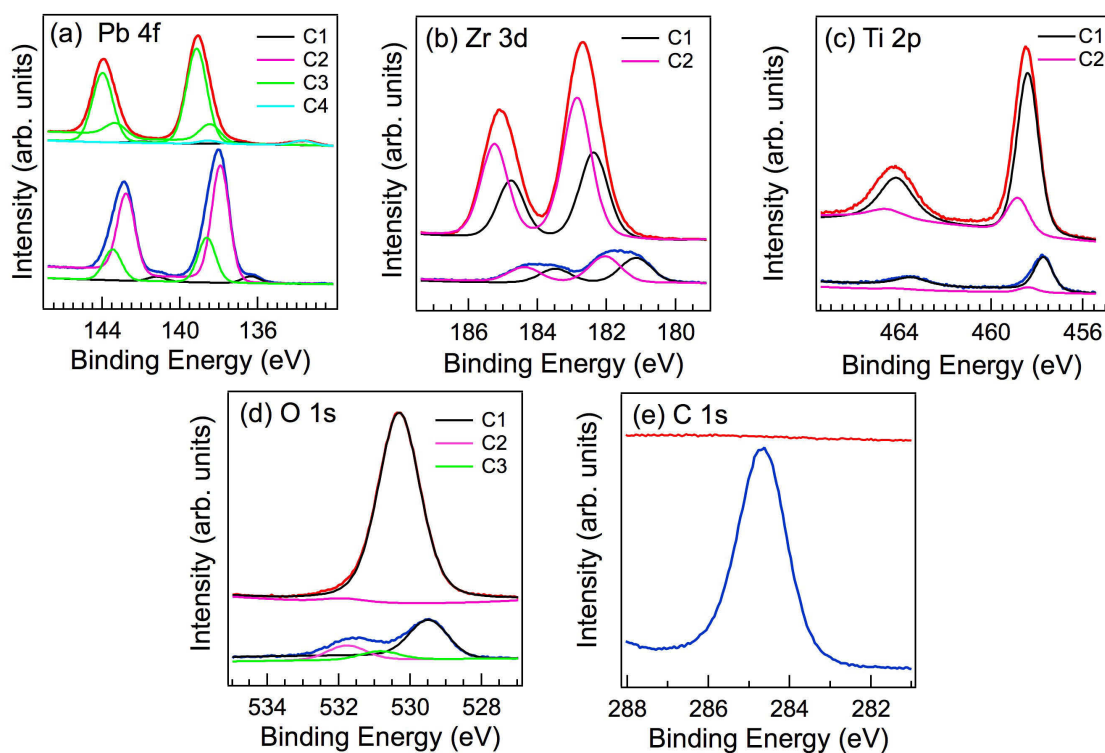 (a) Pb 4f
C1
C2
C3
C4
Intensity (arb. units)
144
140
136
Binding Energy (eV)
(b) Zr 3d
C1
C2
Intensity (arb. units)
186
184
182
180
Binding Energy (eV)
(c) Ti 2p
C1
C2
Intensity (arb. units)
464
460
456
Binding Energy (eV)
(d) O 1s
C1
C2
C3
Intensity (arb. units)
534
532
530
528
Binding Energy (eV)
(e) C 1s
Intensity (arb. units)
288
286
284
282
Binding Energy (eV)